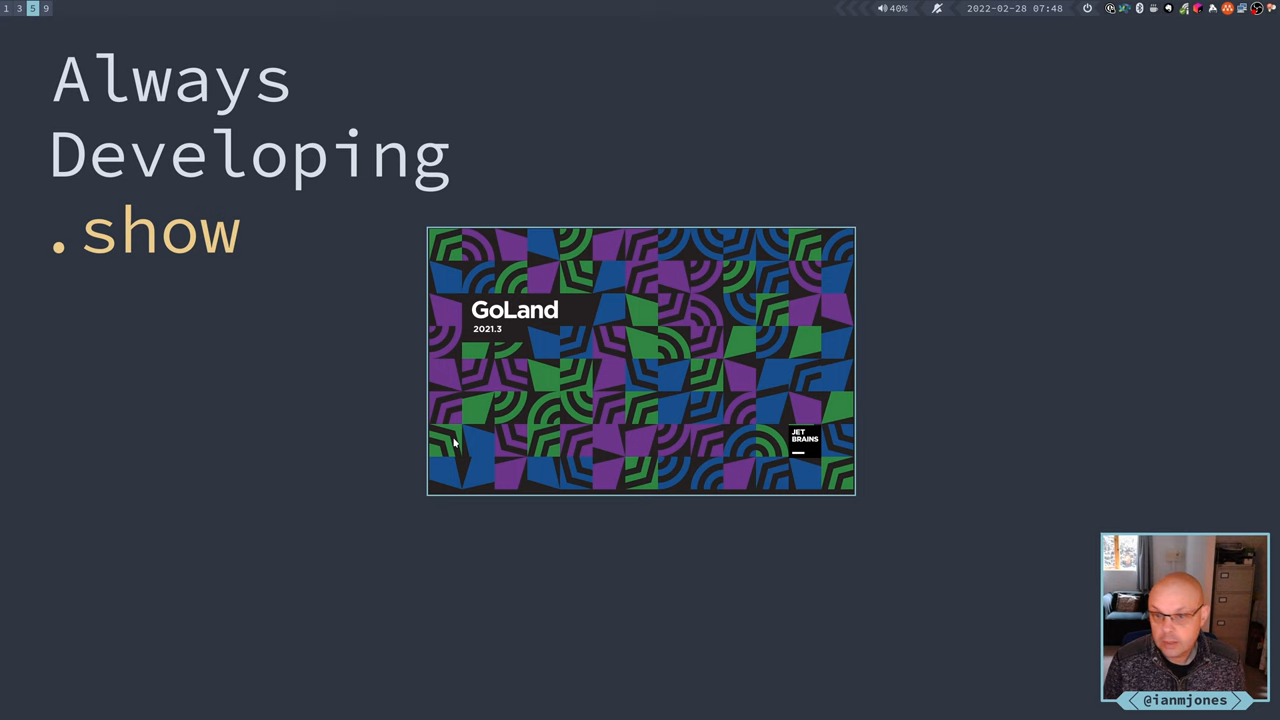 1 3 5 9
40%
2022-02-28 07:48
Always
Developing
.show
GoLand
2021.3
JET
BRAINS
@ianmjones